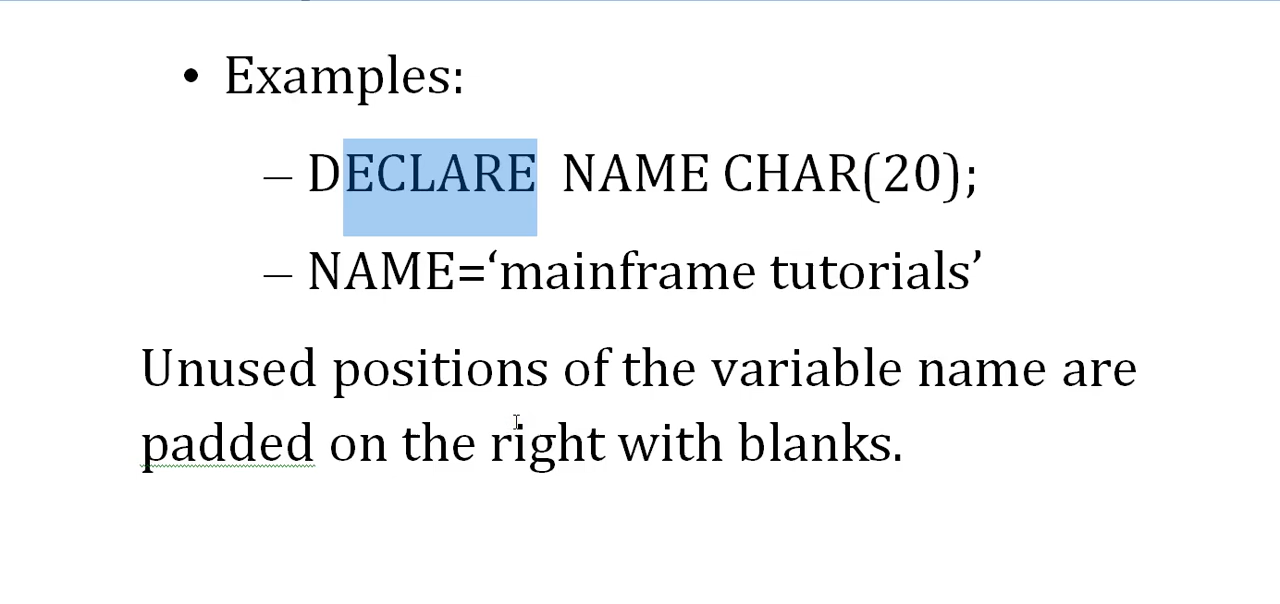 • Examples:
– DECLARE  NAME CHAR(20);
– NAME=‘mainframe tutorials’
Unused positions of the variable name are
padded on the right with blanks.